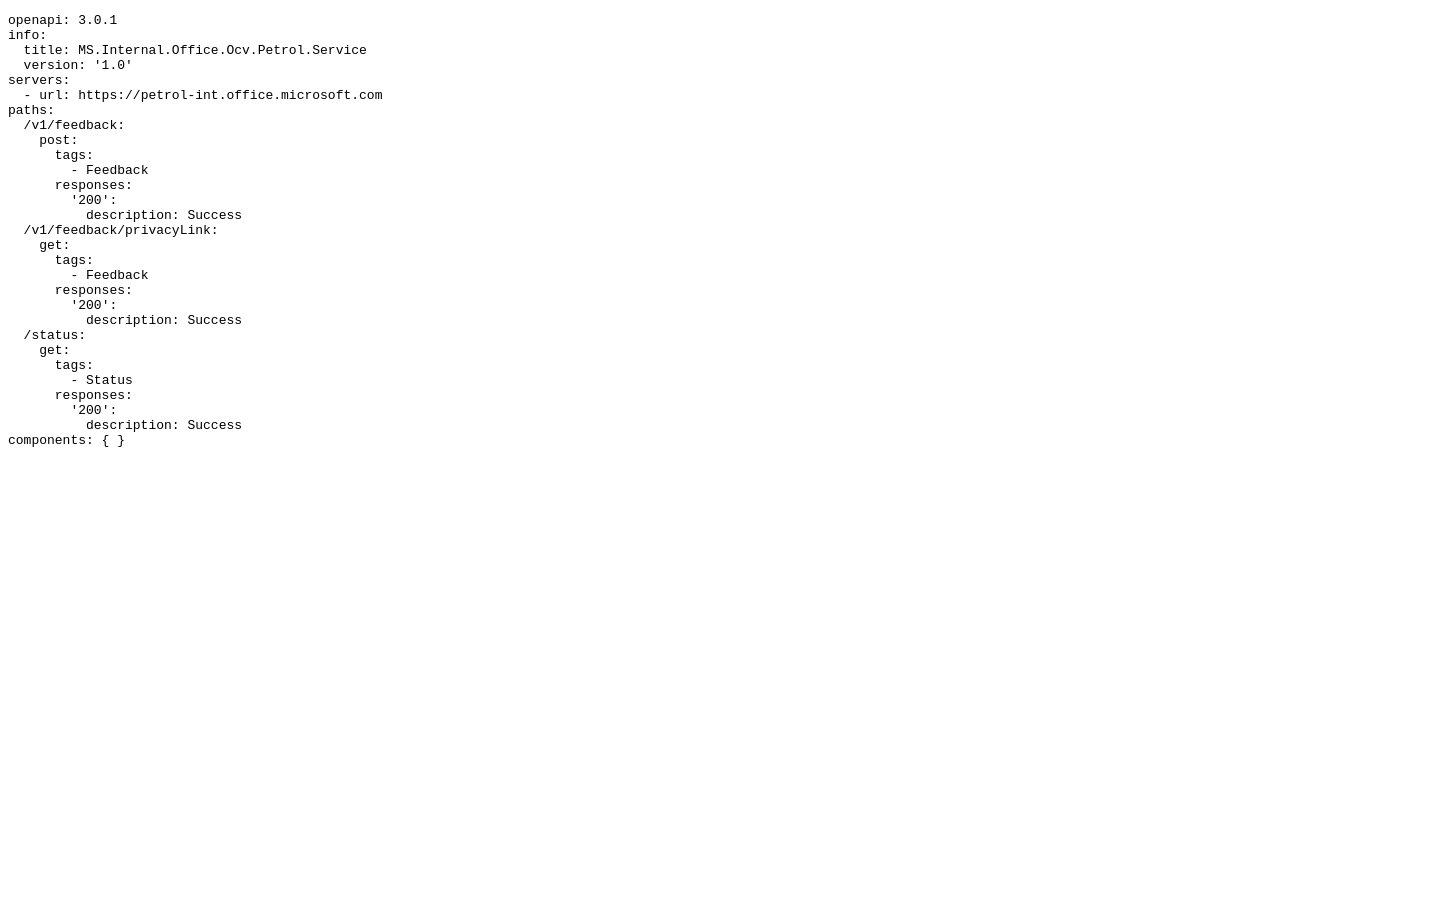 openapi: 3.0.1
info:
  title: MS.Internal.Office.Ocv.Petrol.Service
  version: '1.0'
servers:
  - url: https://petrol-int.office.microsoft.com
paths:
  /v1/feedback:
    post:
      tags:
        - Feedback
      responses:
        '200':
          description: Success
  /v1/feedback/privacyLink:
    get:
      tags:
        - Feedback
      responses:
        '200':
          description: Success
  /status:
    get:
      tags:
        - Status
      responses:
        '200':
          description: Success
components: { }